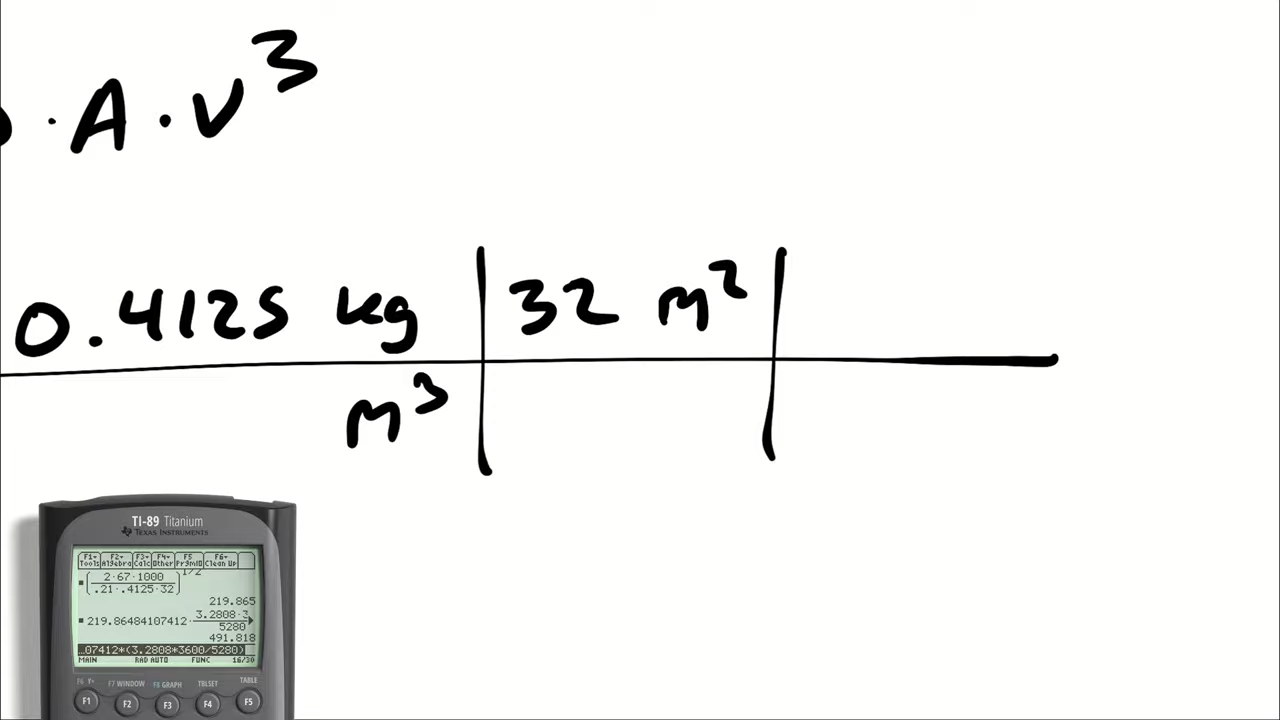 · A · V³
0.4125 kg | 32 m²
m³
TI-89 Titanium
TEXAS INSTRUMENTS
F1 Tools F2 Algebra F3 Calc F4 Other F5 PrgmIO F6 Clean Up
(2·67·1000 / .21·.4125·32)^1/2
219.865
219.86484107412· 3.2808·3 / 5280
491.818
…07412*(3.2808*3600/5280)
MAIN RAD AUTO FUNC 16/30
F7 WINDOW F8 GRAPH TBLSET TABLE
F1 F2 F3 F4 F5